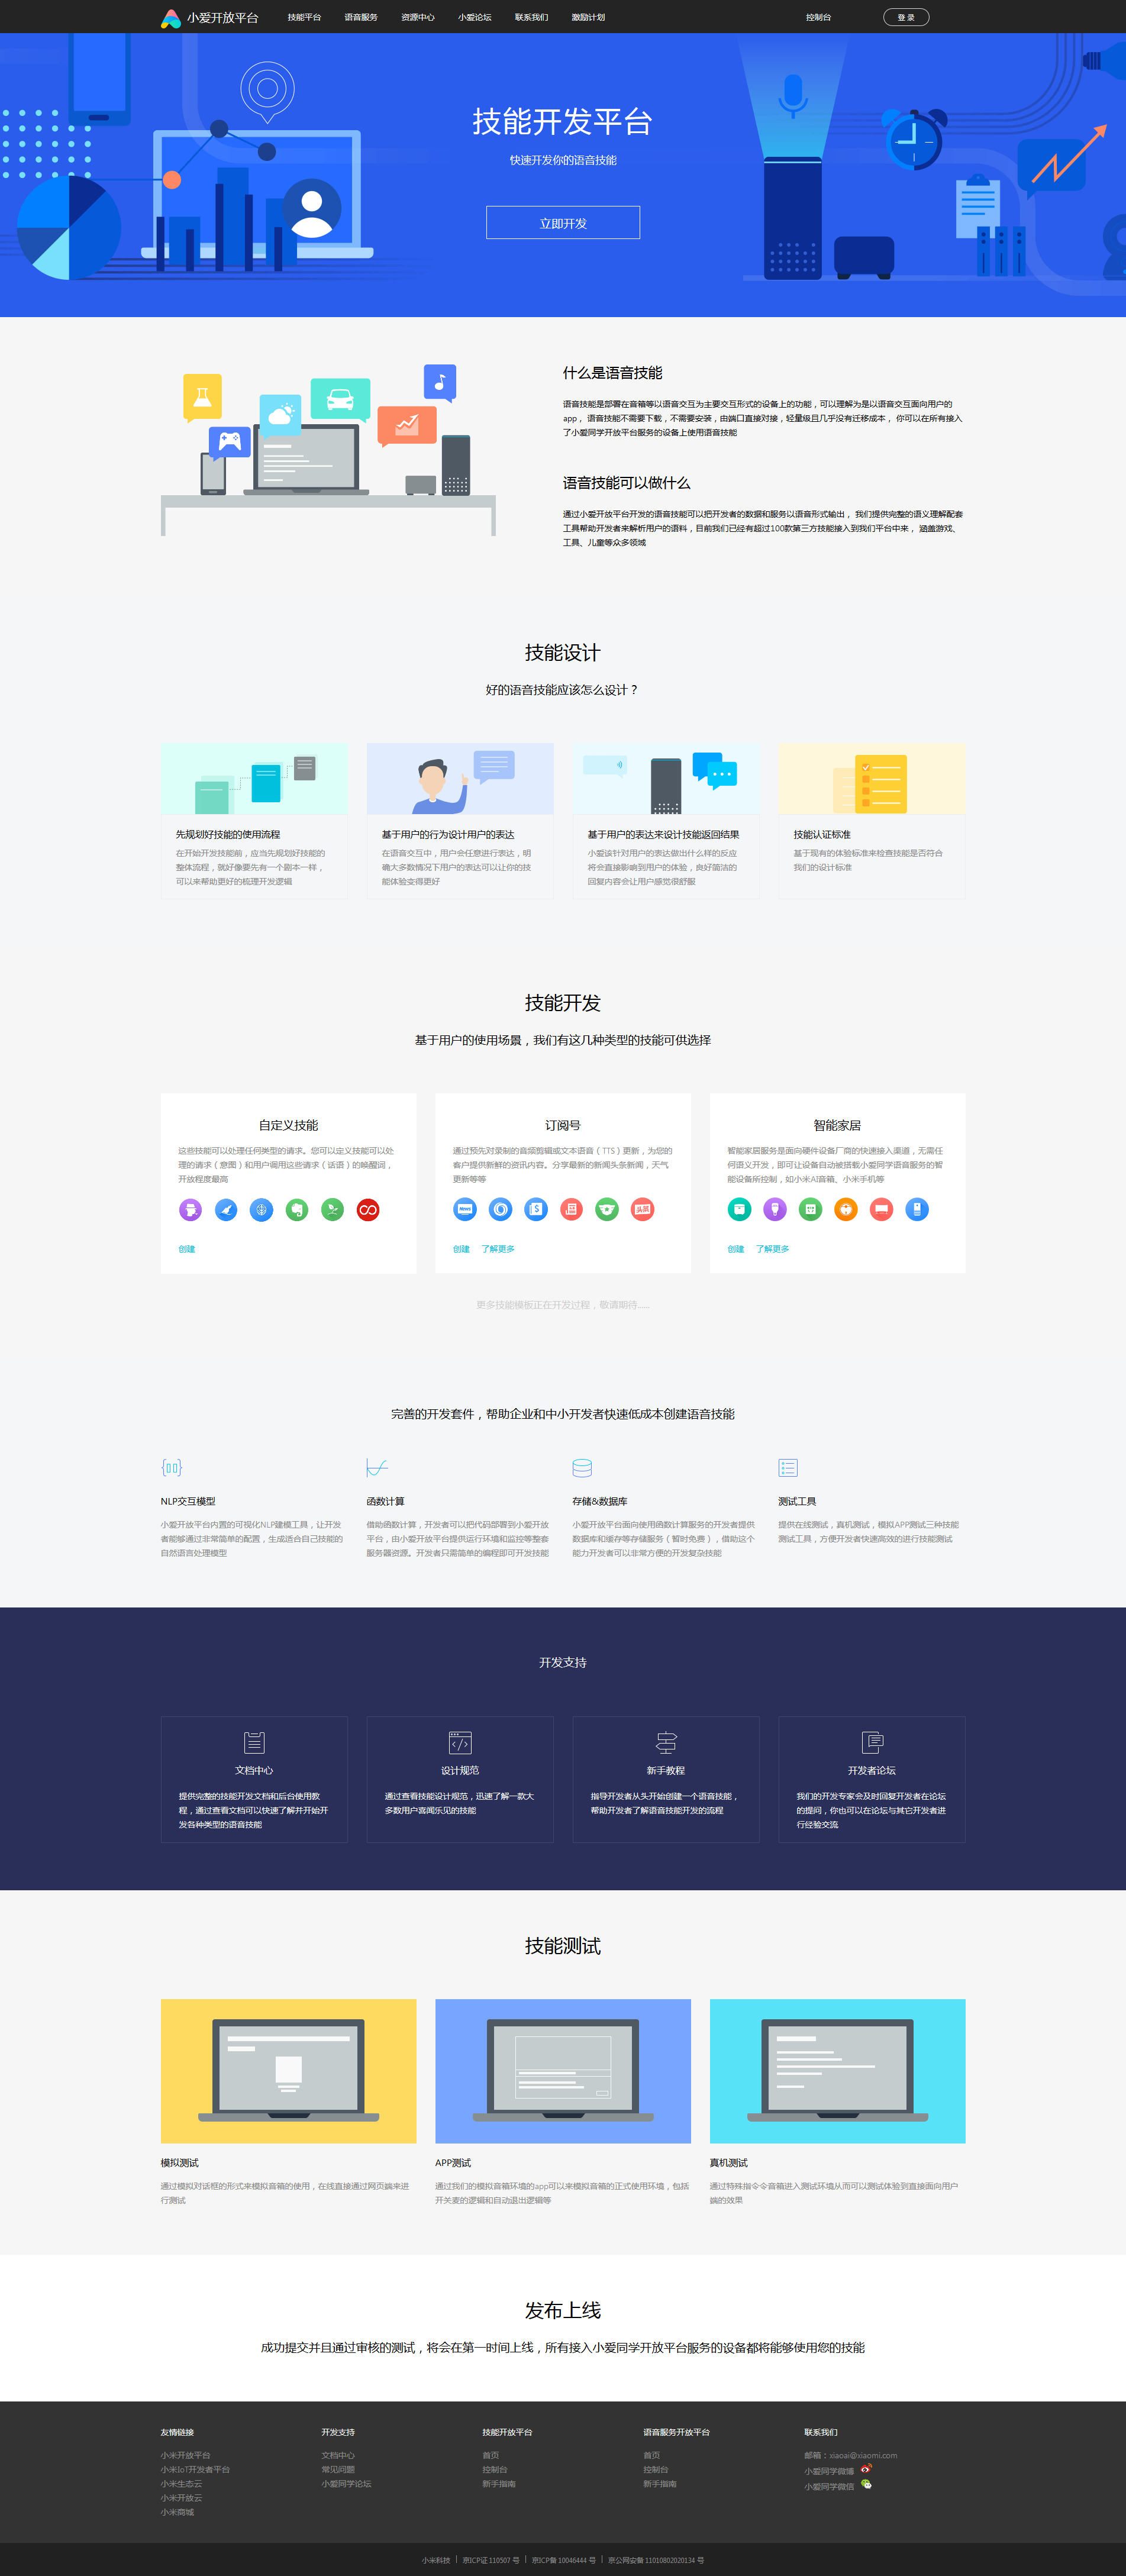 小爱开放平台 技能平台 语音服务 资源中心 小爱论坛 联系我们 激励计划 控制台 登 录
技能开发平台
快速开发你的语音技能
立即开发
什么是语音技能
语音技能是部署在音箱等以语音交互为主要交互形式的设备上的功能，可以理解为是以语音交互面向用户的
app， 语音技能不需要下载，不需要安装，由端口直接对接，轻量级且几乎没有迁移成本， 你可以在所有接入
了小爱同学开放平台服务的设备上使用语音技能
语音技能可以做什么
通过小爱开放平台开发的语音技能可以把开发者的数据和服务以语音形式输出， 我们提供完整的语义理解配套
工具帮助开发者来解析用户的语料，目前我们已经有超过100款第三方技能接入到我们平台中来， 涵盖游戏、
工具、儿童等众多领域
技能设计
好的语音技能应该怎么设计？
先规划好技能的使用流程
在开始开发技能前，应当先规划好技能的
整体流程，就好像要先有一个剧本一样，
可以来帮助更好的梳理开发逻辑
基于用户的行为设计用户的表达
在语音交互中，用户会任意进行表达，明
确大多数情况下用户的表达可以让你的技
能体验变得更好
基于用户的表达来设计技能返回结果
小爱该针对用户的表达做出什么样的反应
将会直接影响到用户的体验，良好简洁的
回复内容会让用户感觉很舒服
技能认证标准
基于现有的体验标准来检查技能是否符合
我们的设计标准
技能开发
基于用户的使用场景，我们有这几种类型的技能可供选择
自定义技能
这些技能可以处理任何类型的请求。您可以定义技能可以处
理的请求（意图）和用户调用这些请求（话语）的唤醒词，
开放程度最高
创建
订阅号
通过预先对录制的音频剪辑或文本语音（TTS）更新，为您的
客户提供新鲜的资讯内容。分享最新的新闻头条新闻，天气
更新等等
News
头条
创建 了解更多
智能家居
智能家居服务是面向硬件设备厂商的快速接入渠道，无需任
何语义开发，即可让设备自动被搭载小爱同学语音服务的智
能设备所控制，如小米AI音箱、小米手机等
创建 了解更多
更多技能模板正在开发过程，敬请期待.....
完善的开发套件，帮助企业和中小开发者快速低成本创建语音技能
NLP交互模型
小爱开放平台内置的可视化NLP建模工具，让开发
者能够通过非常简单的配置，生成适合自己技能的
自然语言处理模型
函数计算
借助函数计算，开发者可以把代码部署到小爱开放
平台，由小爱开放平台提供运行环境和监控等整套
服务器资源。开发者只需简单的编程即可开发技能
存储&数据库
小爱开放平台面向使用函数计算服务的开发者提供
数据库和缓存等存储服务（暂时免费），借助这个
能力开发者可以非常方便的开发复杂技能
测试工具
提供在线测试，真机测试，模拟APP测试三种技能
测试工具，方便开发者快速高效的进行技能测试
开发支持
文档中心
提供完整的技能开发文档和后台使用教
程，通过查看文档可以快速了解并开始开
发各种类型的语音技能
设计规范
通过查看技能设计规范，迅速了解一款大
多数用户喜闻乐见的技能
新手教程
指导开发者从头开始创建一个语音技能，
帮助开发者了解语音技能开发的流程
开发者论坛
我们的开发专家会及时回复开发者在论坛
的提问，你也可以在论坛与其它开发者进
行经验交流
技能测试
模拟测试
通过模拟对话框的形式来模拟音箱的使用，在线直接通过网页端来进
行测试
APP测试
通过我们的模拟音箱环境的app可以来模拟音箱的正式使用环境，包括
开关麦的逻辑和自动退出逻辑等
真机测试
通过特殊指令令音箱进入测试环境从而可以测试体验到直接面向用户
端的效果
发布上线
成功提交并且通过审核的测试，将会在第一时间上线，所有接入小爱同学开放平台服务的设备都将能够使用您的技能
友情链接
小米开放平台
小米IoT开发者平台
小米生态云
小米开放云
小米商城
开发支持
文档中心
常见问题
小爱同学论坛
技能开放平台
首页
控制台
新手指南
语音服务开放平台
首页
控制台
新手指南
联系我们
邮箱：xiaoai@xiaomi.com
小爱同学微博
小爱同学微信
小米科技 | 京ICP证 110507 号 | 京ICP备 10046444 号 | 京公网安备 11010802020134 号